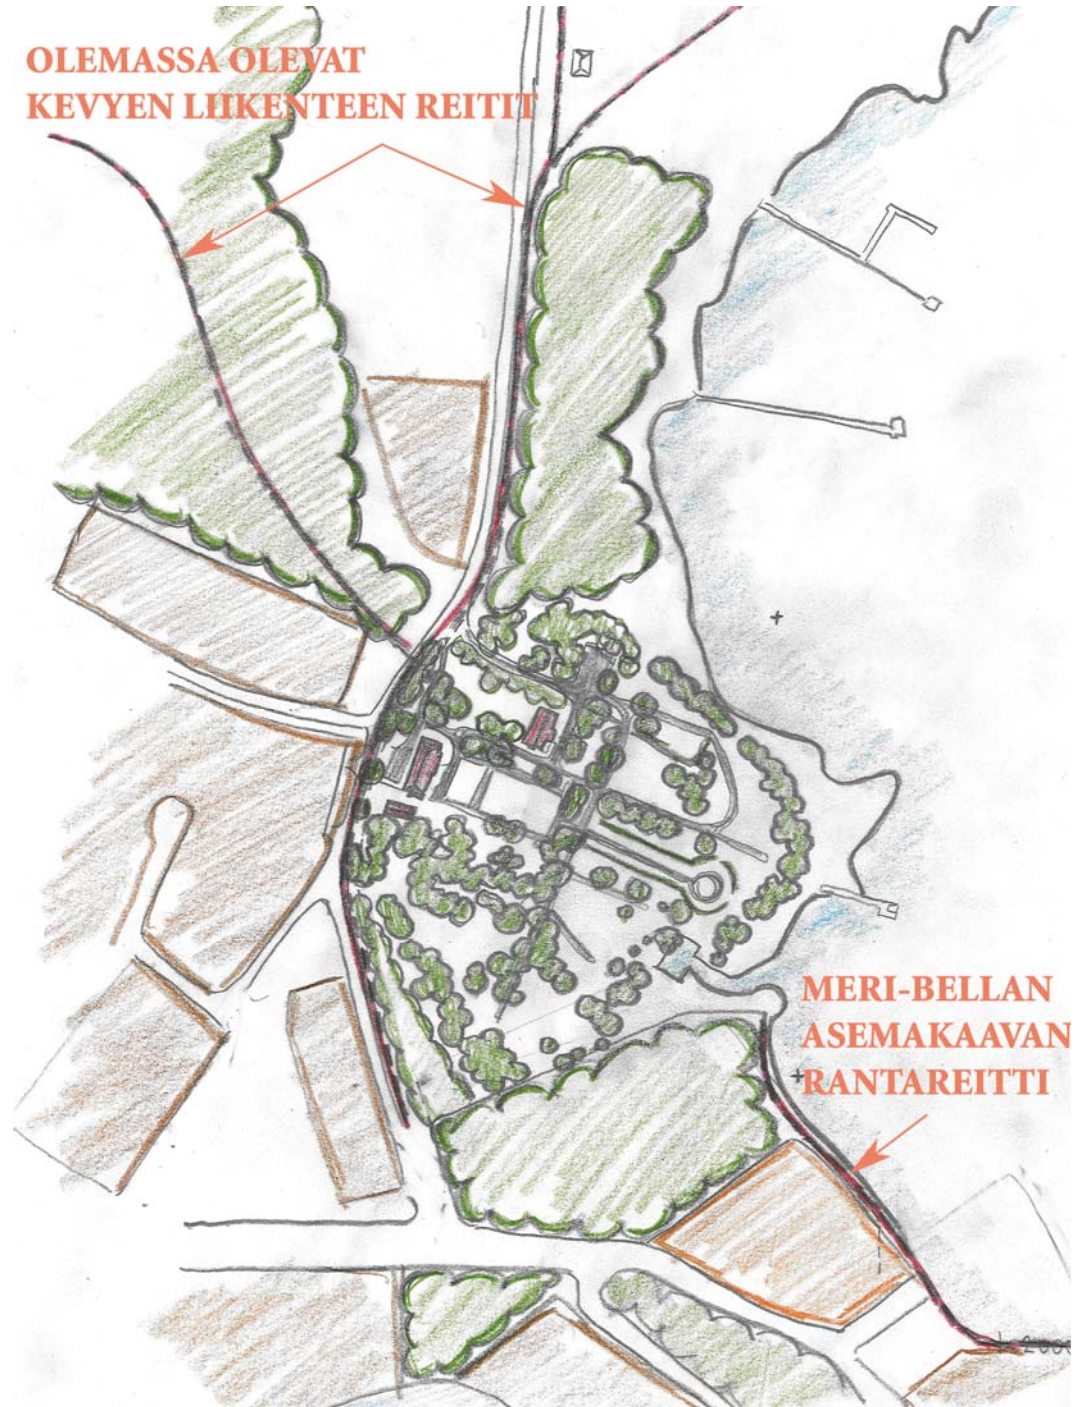 OLEMASSA OLEVAT
KEVYEN LIIKENTEEN REITIT
MERI-BELLAN
ASEMAKAAVAN
RANTAREITTI